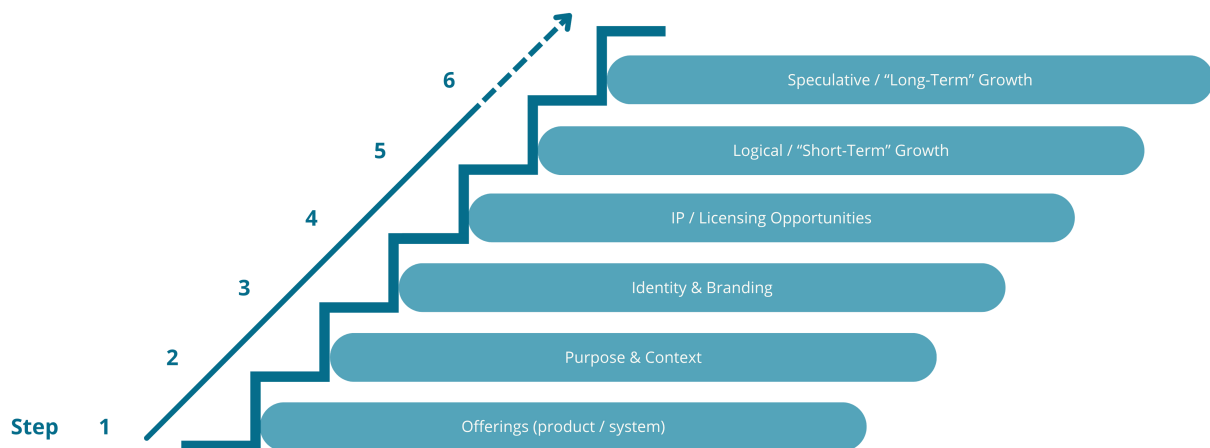 6
Speculative / “Long-Term” Growth
5
Logical / “Short-Term” Growth
4
IP / Licensing Opportunities
3
Identity & Branding
2
Purpose & Context
Step 1
Offerings (product / system)